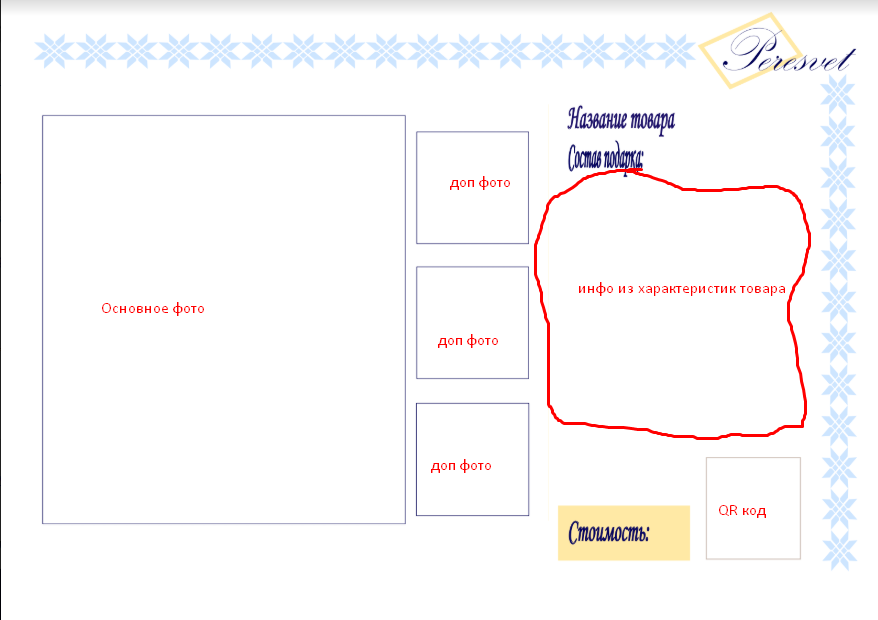 Peresvet
Название товара
Состав подарка:
доп фото
инфо из характеристик товара
Основное фото
доп фото
доп фото
QR код
Стоимость: